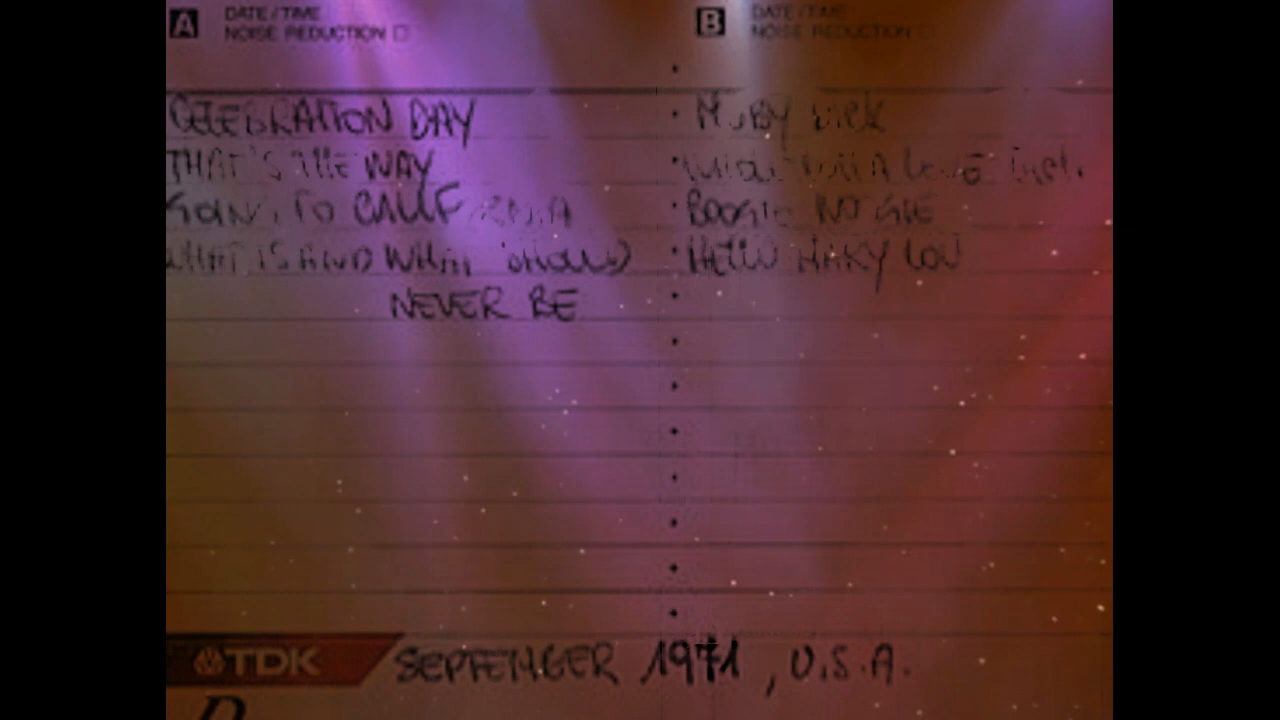 A DATE/TIME
NOISE REDUCTION
CELEBRATION DAY
THAT'S THE WAY
GOING TO CALIFORNIA
WHAT IS AND WHAT SHOULD
NEVER BE
B DATE/TIME
NOISE REDUCTION
MOBY DICK
WHOLE LOTTA LOVE
BOOGIE
HELLO MARY LOU
TDK SEPTEMBER 1971, U.S.A.